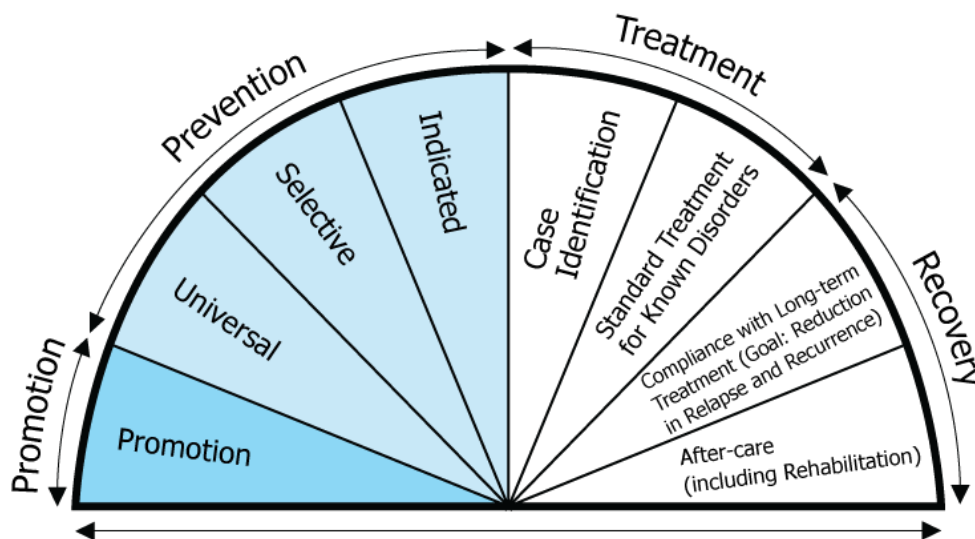 Promotion
Prevention
Treatment
Recovery
Promotion
Universal
Selective
Indicated
Case
Identification
Standard Treatment
for Known Disorders
Compliance with Long-term
Treatment (Goal: Reduction
in Relapse and Recurrence)
After-care
(including Rehabilitation)